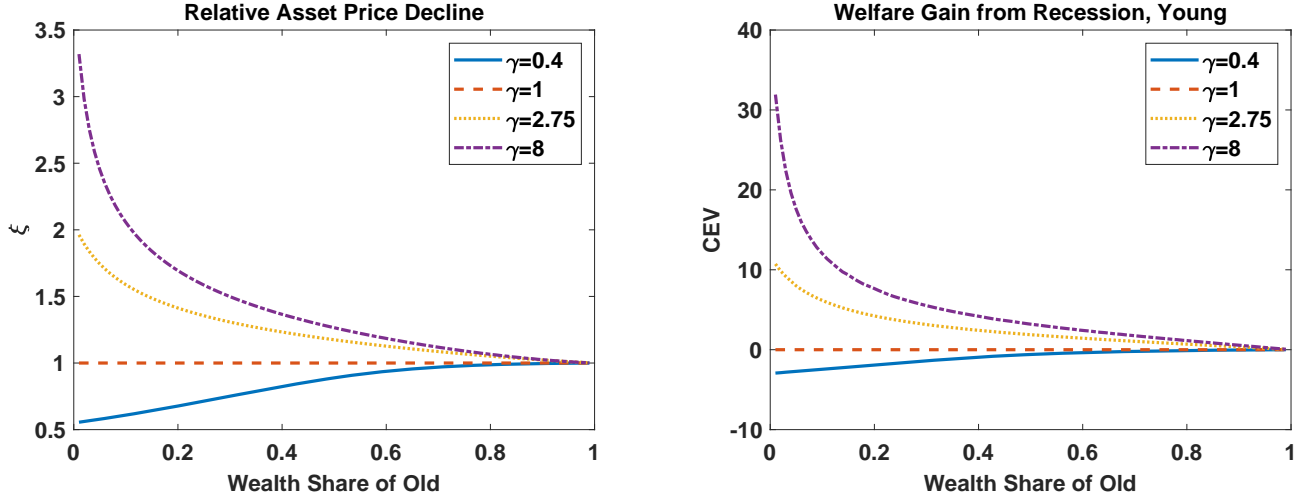 Relative Asset Price Decline
3.5
3
2.5
2
1.5
1
0.5
ξ
0
0.2
0.4
0.6
0.8
1
Wealth Share of Old
γ=0.4
γ=1
γ=2.75
γ=8
Welfare Gain from Recession, Young
40
30
20
10
0
-10
CEV
0
0.2
0.4
0.6
0.8
1
Wealth Share of Old
γ=0.4
γ=1
γ=2.75
γ=8